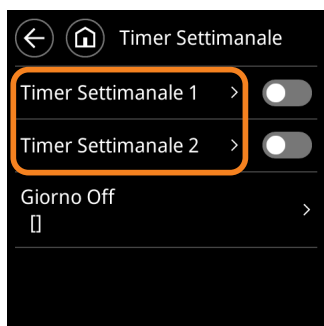 Timer Settimanale
Timer Settimanale 1
Timer Settimanale 2
Giorno Off
[]